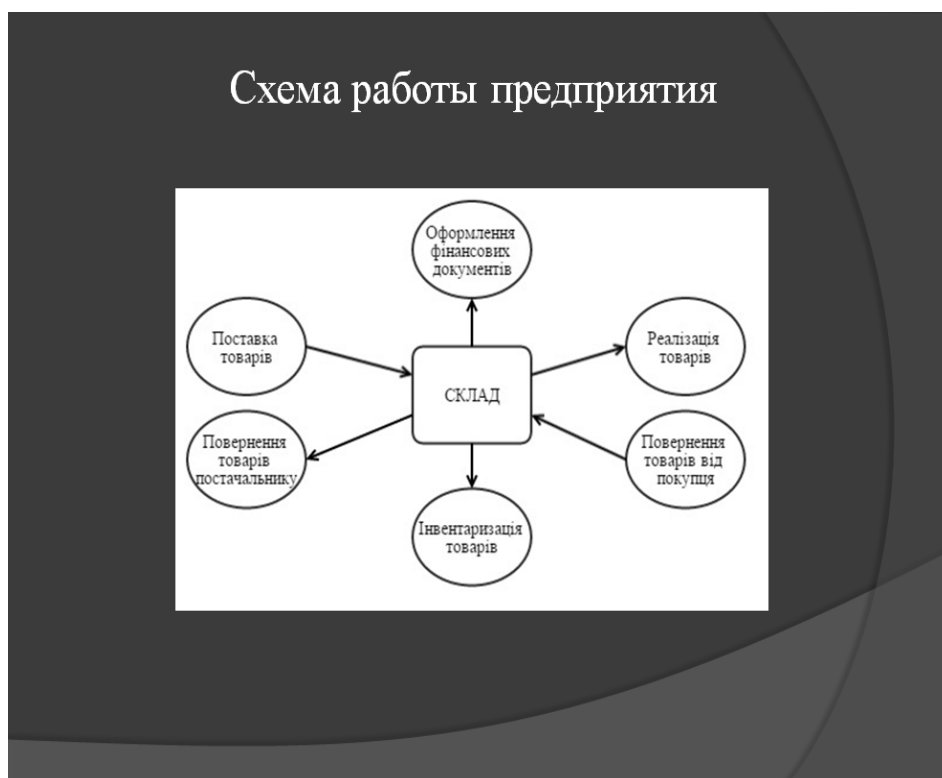 Схема работы предприятия
Оформлення
фінансових
документів
Поставка
товарів
Реалізація
товарів
СКЛАД
Повернення
товарів
постачальнику
Повернення
товарів від
покупця
Інвентаризація
товарів